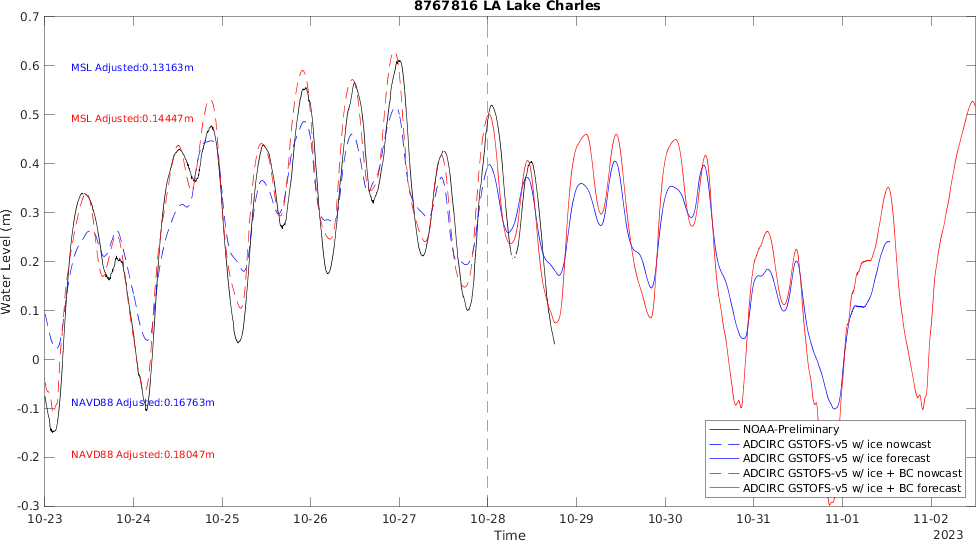 8767816 LA Lake Charles
0.7
0.6
0.5
0.4
0.3
0.2
0.1
0
-0.1
-0.2
-0.3
Water Level (m)
MSL Adjusted:0.13163m
MSL Adjusted:0.14447m
NAVD88 Adjusted:0.16763m
NAVD88 Adjusted:0.18047m
NOAA-Preliminary
ADCIRC GSTOFS-v5 w/ ice nowcast
ADCIRC GSTOFS-v5 w/ ice forecast
ADCIRC GSTOFS-v5 w/ ice + BC nowcast
ADCIRC GSTOFS-v5 w/ ice + BC forecast
10-23 10-24 10-25 10-26 10-27 10-28 10-29 10-30 10-31 11-01 11-02
Time
2023